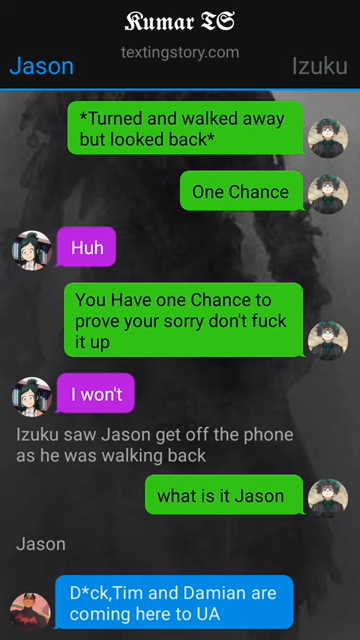 Kumar TS
textingstory.com
Jason
Izuku
*Turned and walked away
but looked back*
One Chance
Huh
You Have one Chance to
prove your sorry don't fuck
it up
I won't
Izuku saw Jason get off the phone
as he was walking back
what is it Jason
Jason
D*ck,Tim and Damian are
coming here to UA